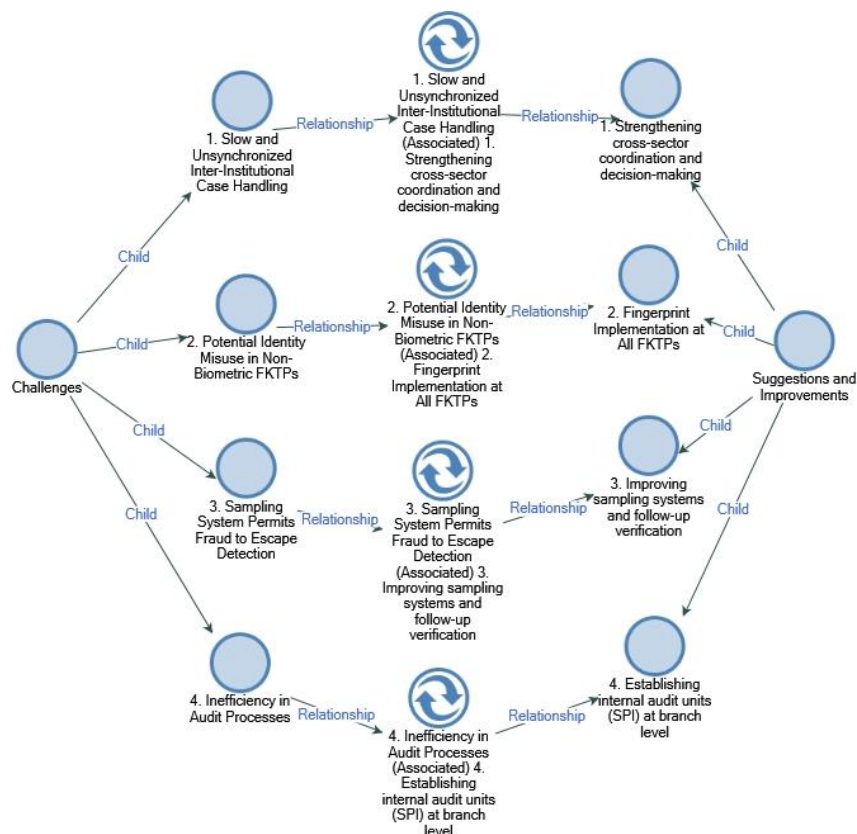 1. Slow and
Unsynchronized
Inter-Institutional
Case Handling
Relationship
1. Slow and
Unsynchronized
Inter-Institutional
Case Handling
(Associated) 1.
Strengthening
cross-sector
coordination and
decision-making
Relationship
1. Strengthening
cross-sector
coordination and
decision-making
Child
Child
2. Potential Identity
Misuse in Non-
Biometric FKTPs
Relationship
2. Potential Identity
Misuse in Non-
Biometric FKTPs
(Associated) 2.
Fingerprint
Implementation at
All FKTPs
Relationship
2. Fingerprint
Implementation at
All FKTPs
Child
Child
Challenges
Suggestions and
Improvements
Child
3. Sampling
System Permits
Fraud to Escape
Detection
Relationship
3. Sampling
System Permits
Fraud to Escape
Detection
(Associated) 3.
Improving sampling
systems and
follow-up
verification
Relationship
3. Improving
sampling systems
and follow-up
verification
Child
Child
Child
4. Inefficiency in
Audit Processes
Relationship
4. Inefficiency in
Audit Processes
(Associated) 4.
Establishing
internal audit units
(SPI) at branch
level
Relationship
4. Establishing
internal audit units
(SPI) at branch
level